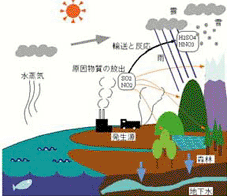 雲
雪
輸送と反応
H2SO4
HNO3
雨
水蒸気
原因物質の放出
SO2
NO2
発生源
森林
地下水